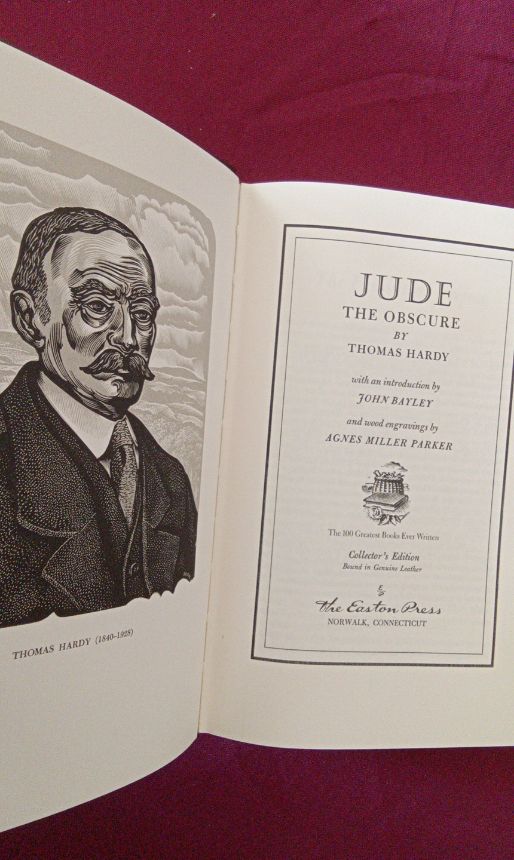 THOMAS HARDY (1840-1928)
JUDE
THE OBSCURE
BY
THOMAS HARDY
with an introduction by
JOHN BAYLEY
and wood engravings by
AGNES MILLER PARKER
The 100 Greatest Books Ever Written
Collector's Edition
Bound in Genuine Leather
The Easton Press
NORWALK, CONNECTICUT